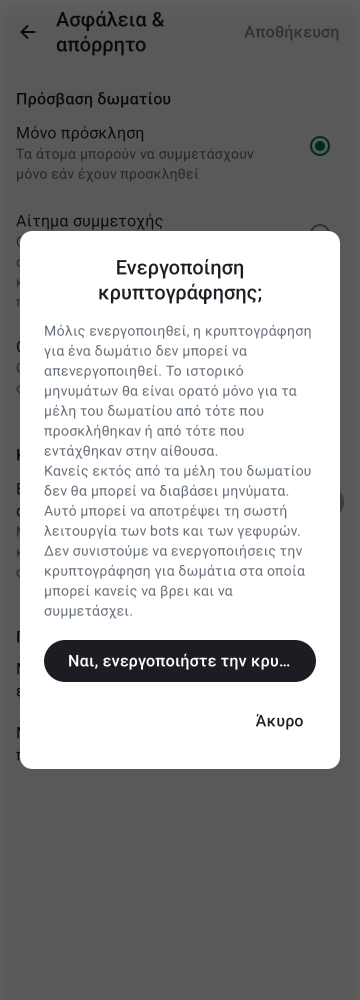 Ασφάλεια &
απόρρητο
Αποθήκευση
Πρόσβαση δωματίου
Μόνο πρόσκληση
Τα άτομα μπορούν να συμμετάσχουν
μόνο εάν έχουν προσκληθεί
Αίτημα συμμετοχής
Ενεργοποίηση
κρυπτογράφησης;
Μόλις ενεργοποιηθεί, η κρυπτογράφηση
για ένα δωμάτιο δεν μπορεί να
απενεργοποιηθεί. Το ιστορικό
μηνυμάτων θα είναι ορατό μόνο για τα
μέλη του δωματίου από τότε που
προσκλήθηκαν ή από τότε που
εντάχθηκαν στην αίθουσα.
Κανείς εκτός από τα μέλη του δωματίου
δεν θα μπορεί να διαβάσει μηνύματα.
Αυτό μπορεί να αποτρέψει τη σωστή
λειτουργία των bots και των γεφυρών.
Δεν συνιστούμε να ενεργοποιήσεις την
κρυπτογράφηση για δωμάτια στα οποία
μπορεί κανείς να βρει και να
συμμετάσχει.
Ναι, ενεργοποιήστε την κρυ...
Άκυρο